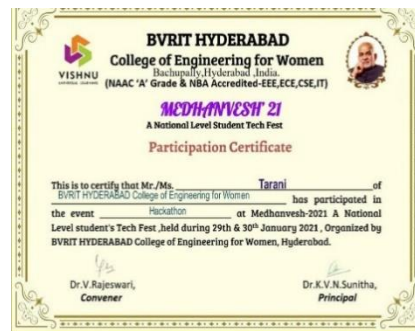 BVRIT HYDERABAD
College of Engineering for Women
Bachupally,Hyderabad ,India.
(NAAC 'A' Grade & NBA Accredited-EEE,ECE,CSE,IT)
VISHNU
UNIVERSAL LEARNING
MEDHANVESH' 21
A National Level Student Tech Fest
Participation Certificate
This is to certify that Mr./Ms. Tarani of
BVRIT HYDERABAD College of Engineering for Women has participated in
the event Hackathon at Medhanvesh-2021 A National
Level student's Tech Fest ,held during 29th & 30th January 2021 , Organized by
BVRIT HYDERABAD College of Engineering for Women, Hyderabad.
Dr.V.Rajeswari,
Convener
Dr.K.V.N.Sunitha,
Principal